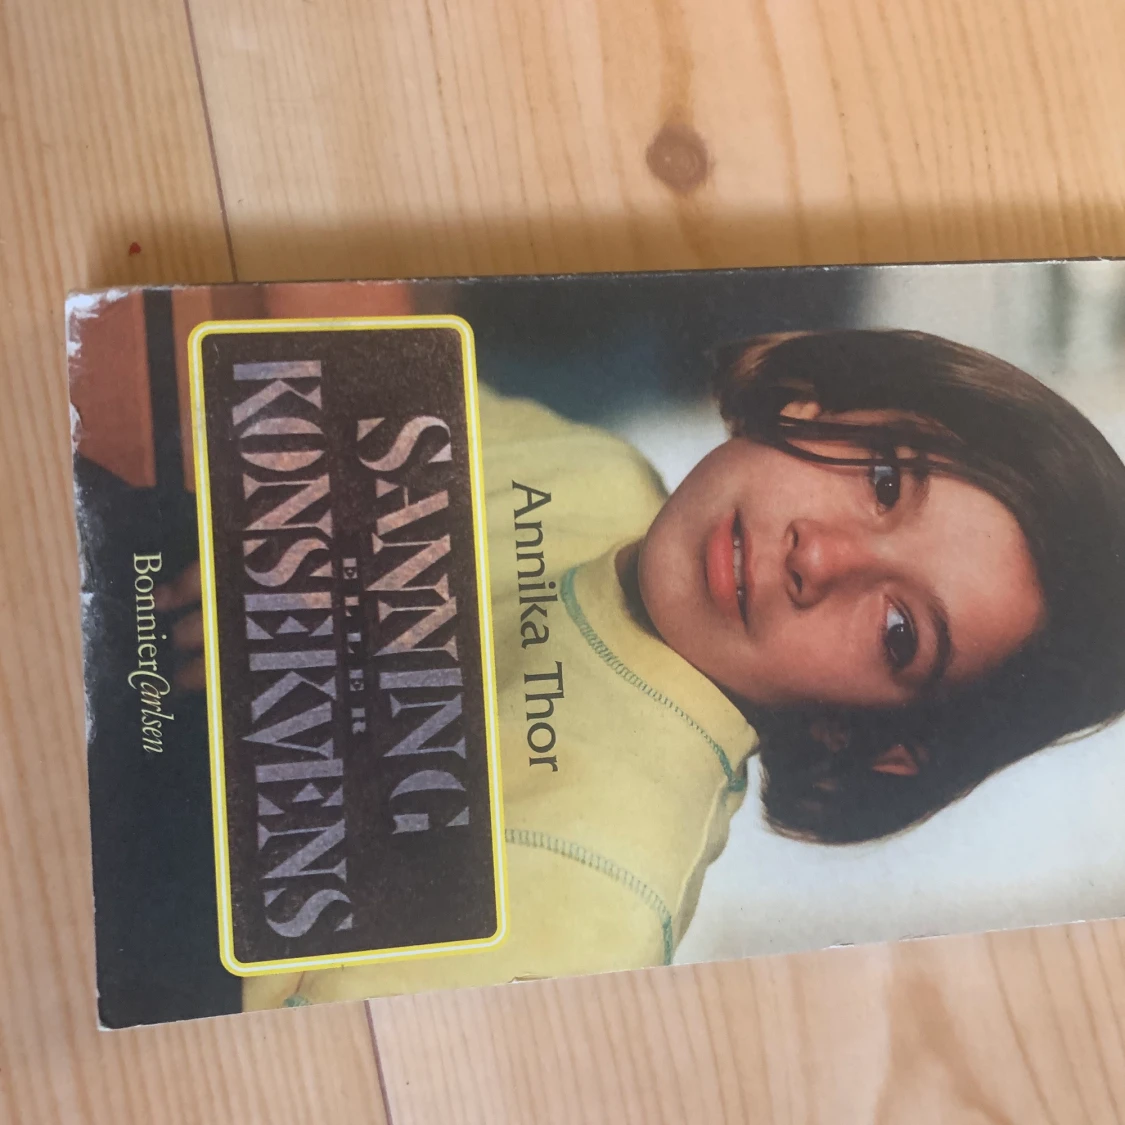 Annika Thor
SANNING
ELLER
KONSEKVENS
BonnierCarlsen